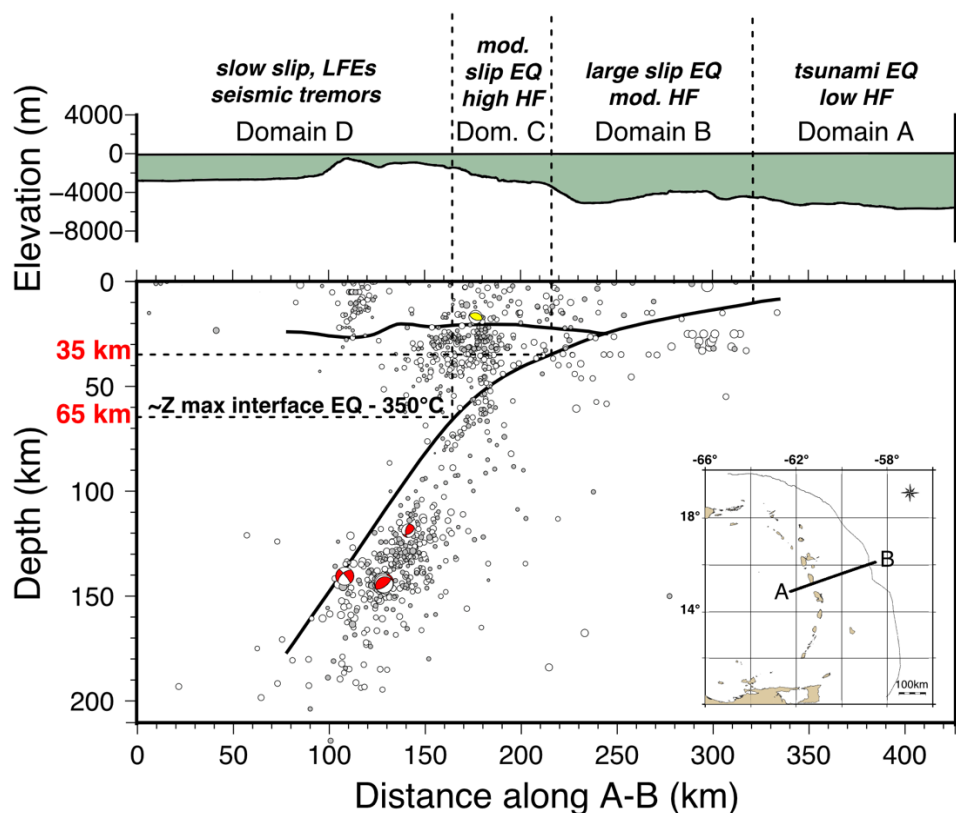 slow slip, LFEs
seismic tremors
Domain D
mod.
slip EQ
high HF
Dom. C
large slip EQ
mod. HF
Domain B
tsunami EQ
low HF
Domain A
Elevation (m)
4000
0
−4000
−8000
0
35 km
50
~Z max interface EQ - 350°C
65 km
100
150
200
Depth (km)
-66°
-62°
-58°
18°
14°
A
B
100km
0
50
100
150
200
250
300
350
400
Distance along A-B (km)